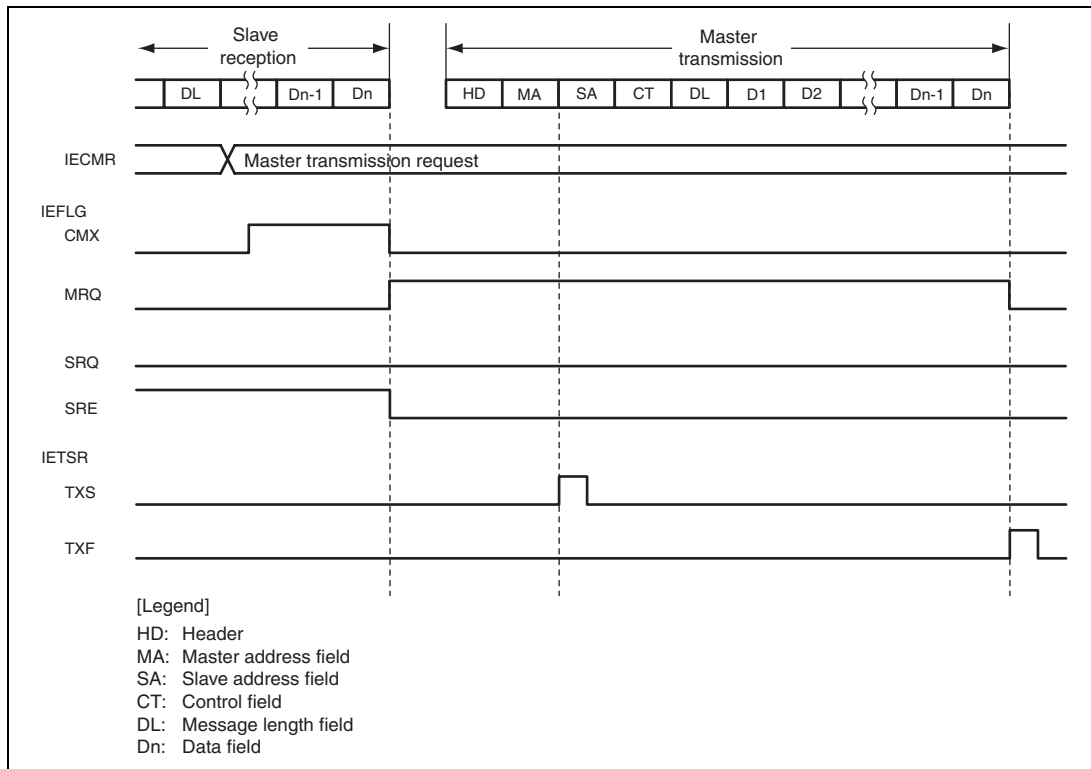 Slave
reception
Master
transmission
DL Dn-1 Dn HD MA SA CT DL D1 D2 Dn-1 Dn
IECMR Master transmission request
IEFLG
CMX
MRQ
SRQ
SRE
IETSR
TXS
TXF
[Legend]
HD: Header
MA: Master address field
SA: Slave address field
CT: Control field
DL: Message length field
Dn: Data field